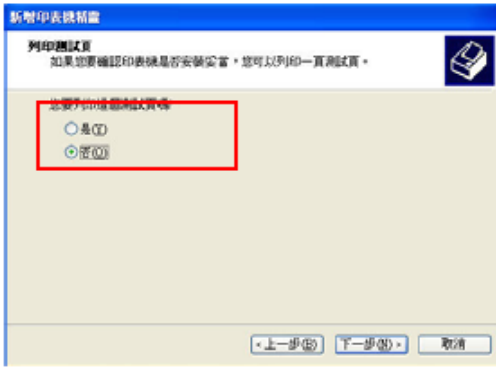 新增印表機精靈
列印測試頁
如果您要確認印表機是否安裝妥當，您可以列印一頁測試頁。
您要列印這個測試頁嗎
是(Y)
否(O)
<上一步(B) 下一步(N)> 取消